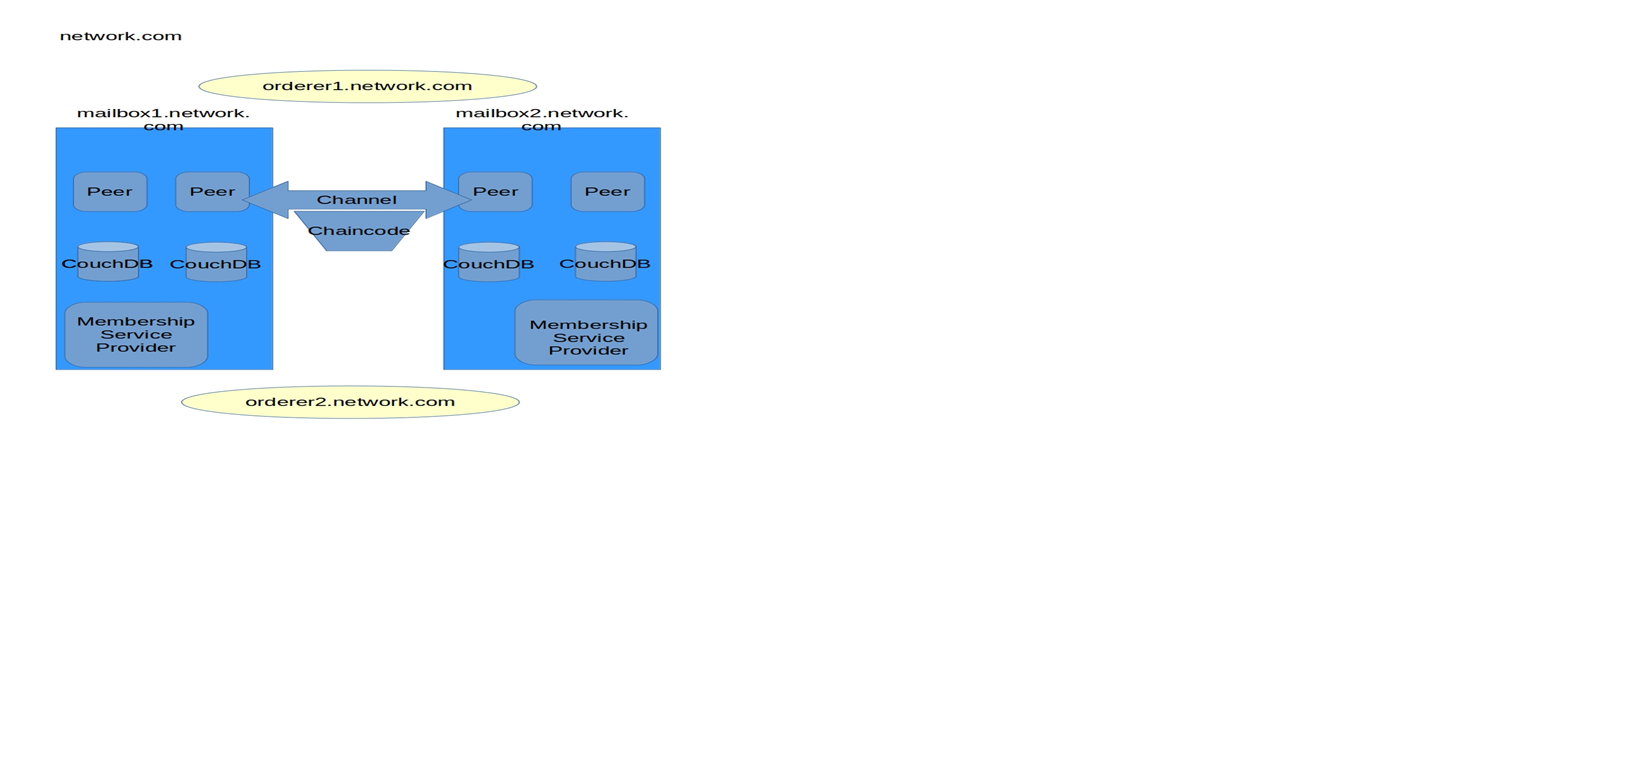 network.com
orderer1.network.com
mailbox1.network.
com
mailbox2.network.
com
Peer
Peer
Channel
Peer
Peer
Chaincode
CouchDB
CouchDB
CouchDB
CouchDB
Membership
Service
Provider
Membership
Service
Provider
orderer2.network.com